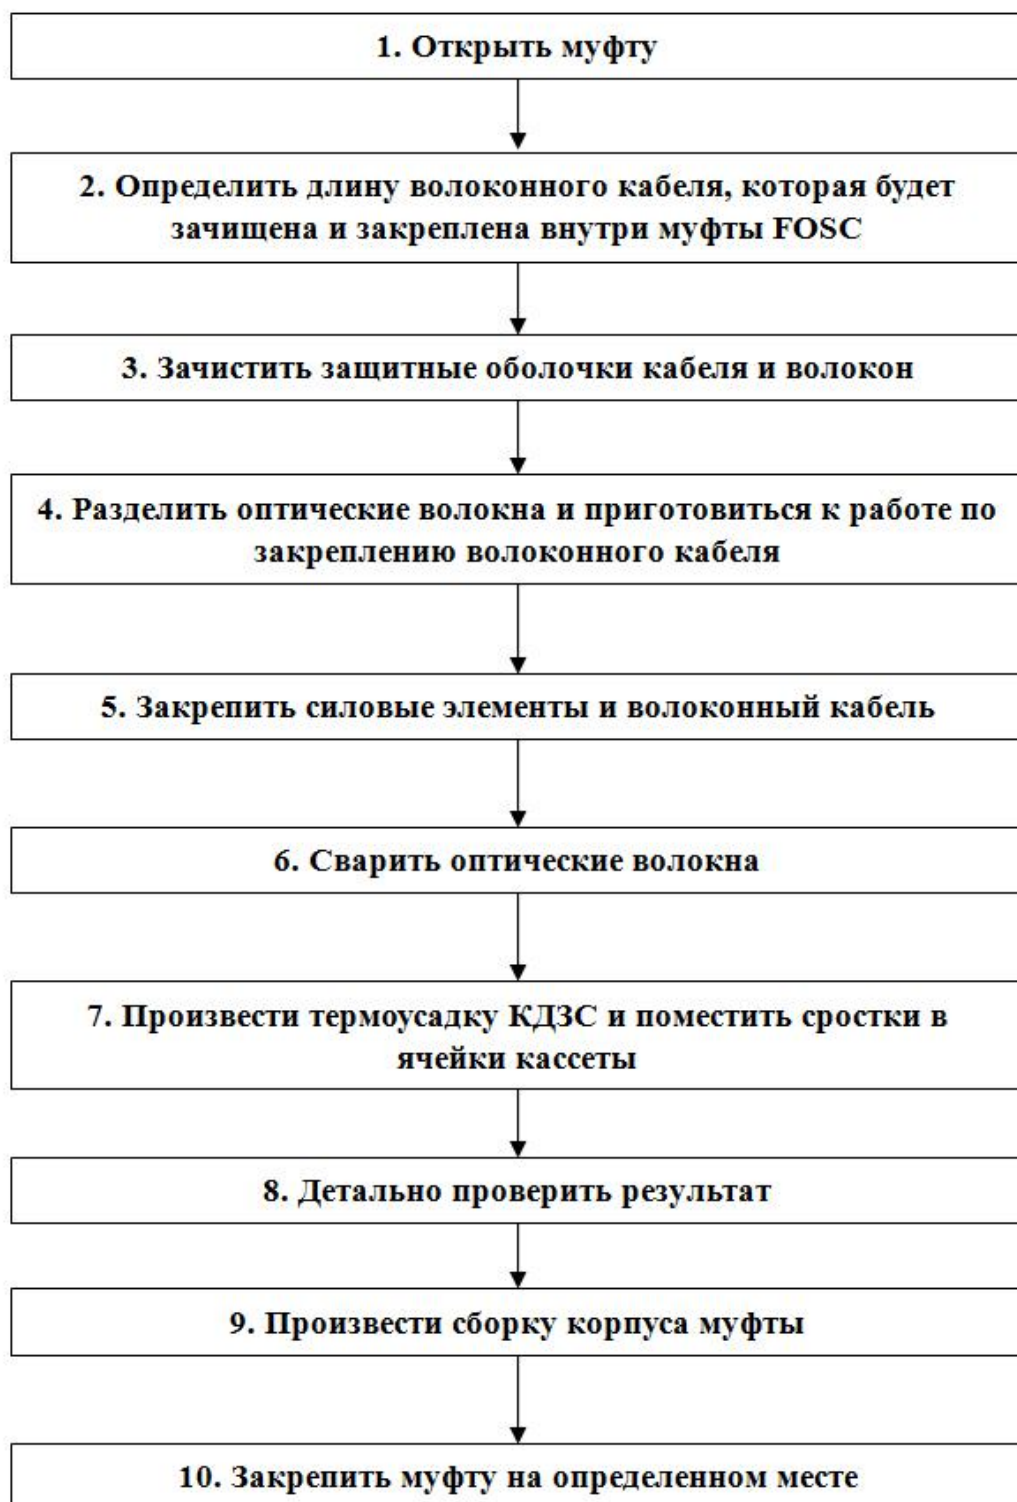 1. Открыть муфту
2. Определить длину волоконного кабеля, которая будет
зачищена и закреплена внутри муфты FOSC
3. Зачистить защитные оболочки кабеля и волокон
4. Разделить оптические волокна и приготовиться к работе по
закреплению волоконного кабеля
5. Закрепить силовые элементы и волоконный кабель
6. Сварить оптические волокна
7. Произвести термоусадку КДЗС и поместить сростки в
ячейки кассеты
8. Детально проверить результат
9. Произвести сборку корпуса муфты
10. Закрепить муфту на определенном месте